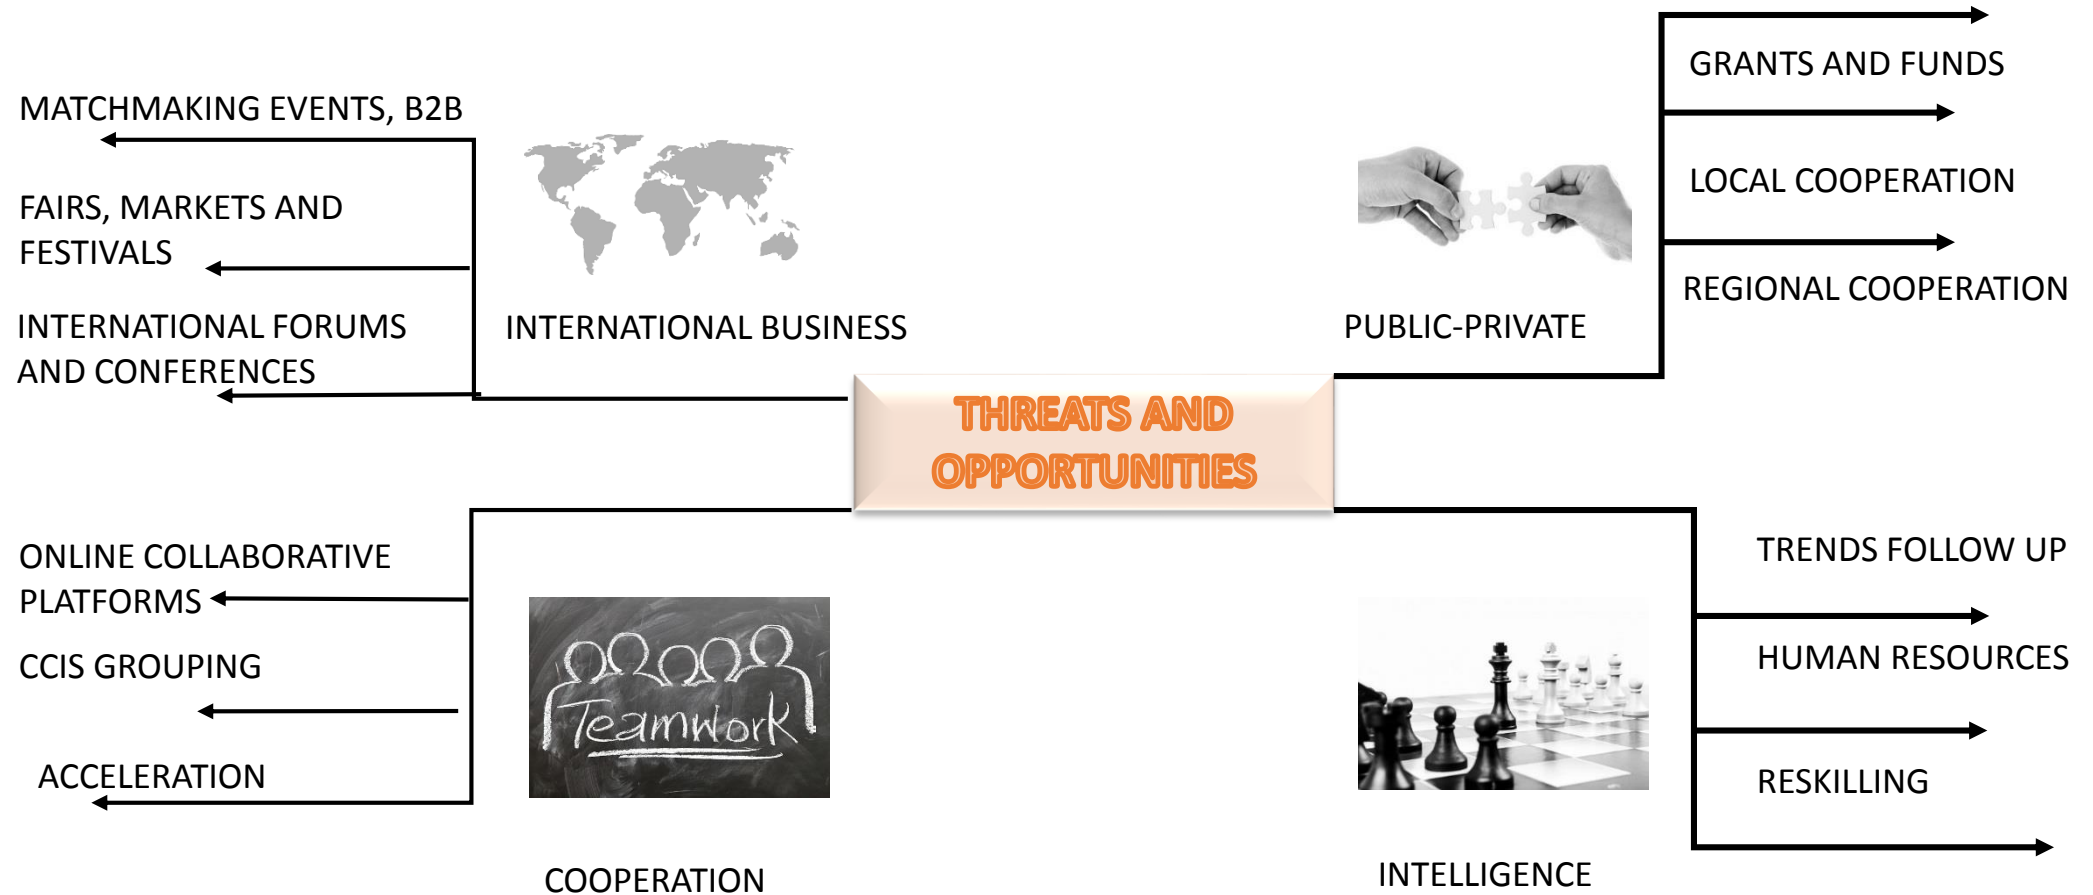 MATCHMAKING EVENTS, B2B
FAIRS, MARKETS AND
FESTIVALS
INTERNATIONAL FORUMS
AND CONFERENCES
INTERNATIONAL BUSINESS
PUBLIC-PRIVATE
GRANTS AND FUNDS
LOCAL COOPERATION
REGIONAL COOPERATION
THREATS AND
OPPORTUNITIES
ONLINE COLLABORATIVE
PLATFORMS
CCIS GROUPING
ACCELERATION
Teamwork
COOPERATION
INTELLIGENCE
TRENDS FOLLOW UP
HUMAN RESOURCES
RESKILLING